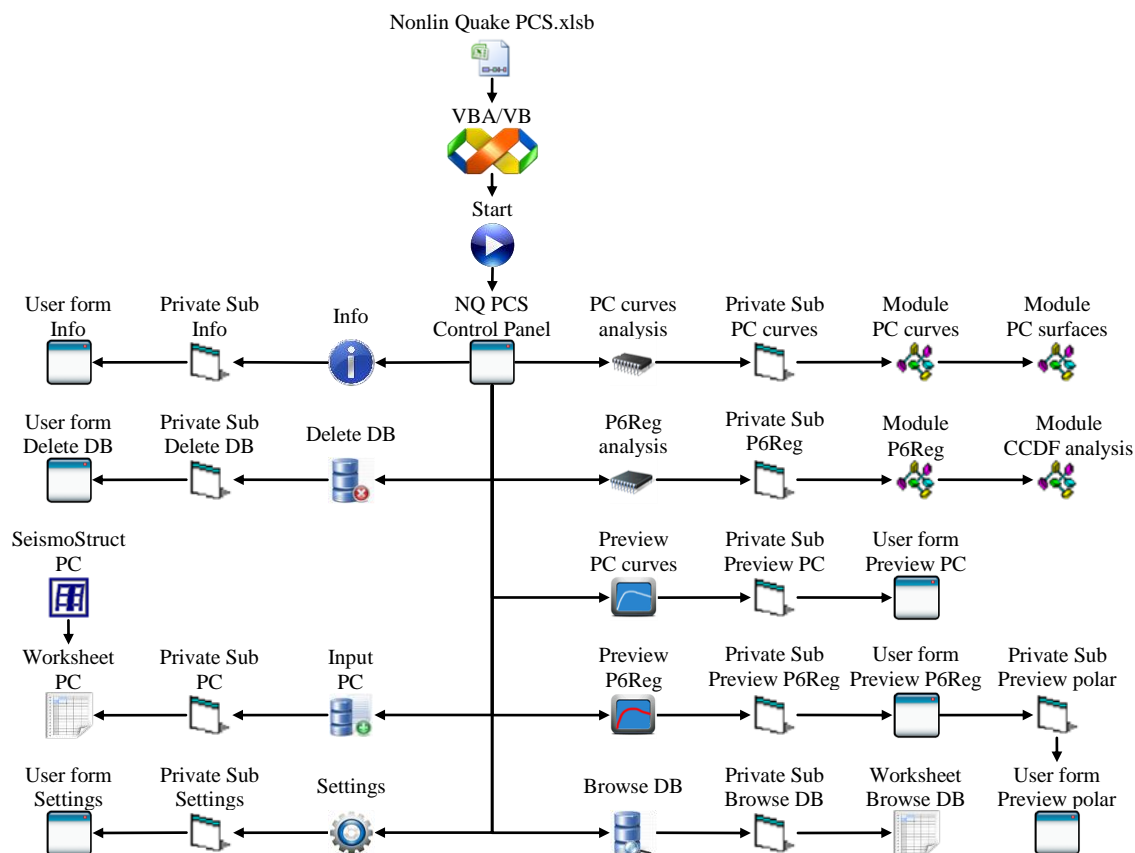 Nonlin Quake PCS.xlsb
VBA/VB
Start
User form
Info
Private Sub
Info
Info
NQ PCS
Control Panel
PC curves
analysis
Private Sub
PC curves
Module
PC curves
Module
PC surfaces
User form
Delete DB
Private Sub
Delete DB
Delete DB
P6Reg
analysis
Private Sub
P6Reg
Module
P6Reg
Module
CCDF analysis
SeismoStruct
PC
Preview
PC curves
Private Sub
Preview PC
User form
Preview PC
Worksheet
PC
Private Sub
PC
Input
PC
Preview
P6Reg
Private Sub
Preview P6Reg
User form
Preview P6Reg
Private Sub
Preview polar
User form
Settings
Private Sub
Settings
Settings
Browse DB
Private Sub
Browse DB
Worksheet
Browse DB
User form
Preview polar